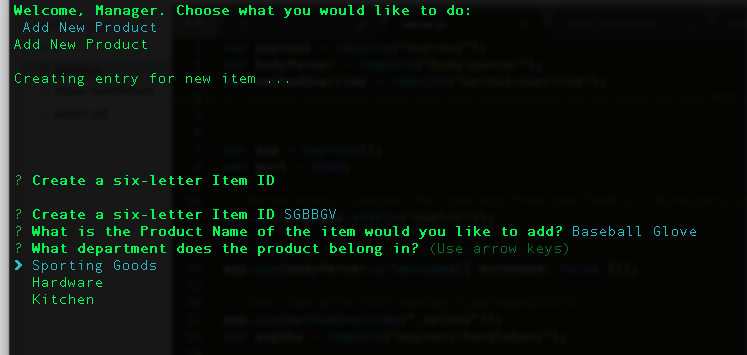 Welcome, Manager. Choose what you would like to do:
Add New Product
Add New Product
Creating entry for new item ...
? Create a six-letter Item ID
? Create a six-letter Item ID SGBBGV
? What is the Product Name of the item would you like to add? Baseball Glove
? What department does the product belong in? (Use arrow keys)
❯ Sporting Goods
Hardware
Kitchen